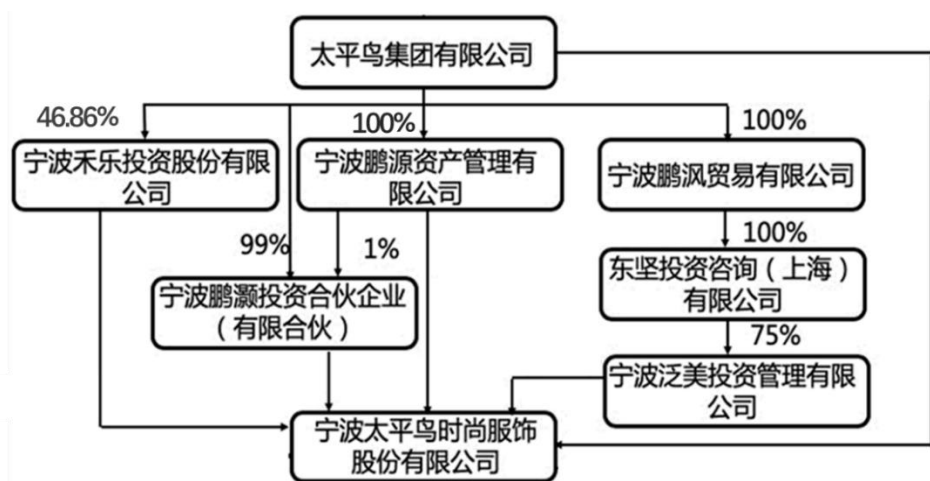 太平鸟集团有限公司
46.86%
100%
100%
宁波禾乐投资股份有限
公司
宁波鹏源资产管理有
限公司
宁波鹏沨贸易有限公司
99%
1%
100%
宁波鹏灏投资合伙企业
（有限合伙）
东坚投资咨询（上海）
有限公司
75%
宁波泛美投资管理有限
公司
宁波太平鸟时尚服饰
股份有限公司